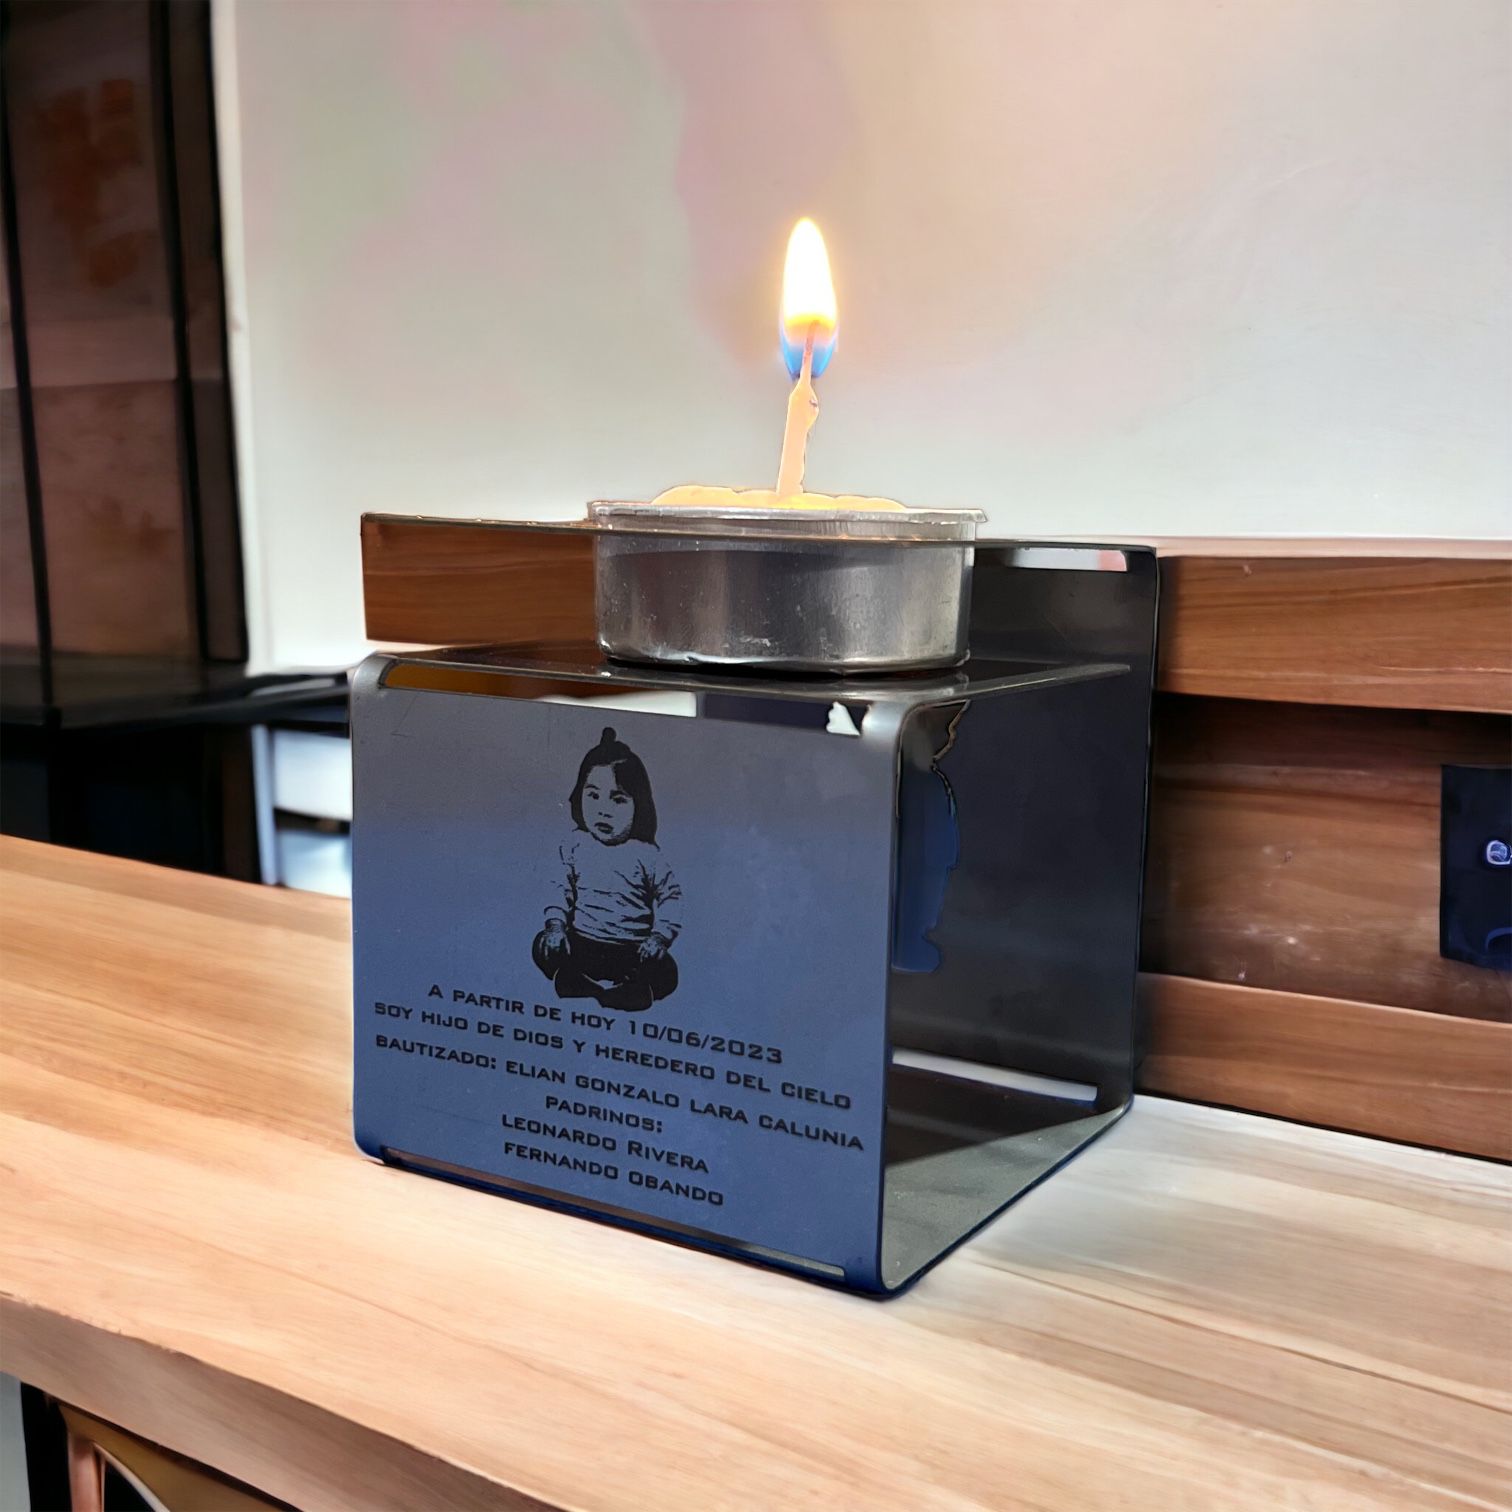 A PARTIR DE HOY 10/06/2023
SOY HIJO DE DIOS Y HEREDERO DEL CIELO
BAUTIZADO: ELIAN GONZALO LARA CALUNIA
PADRINOS:
LEONARDO RIVERA
FERNANDO OBANDO